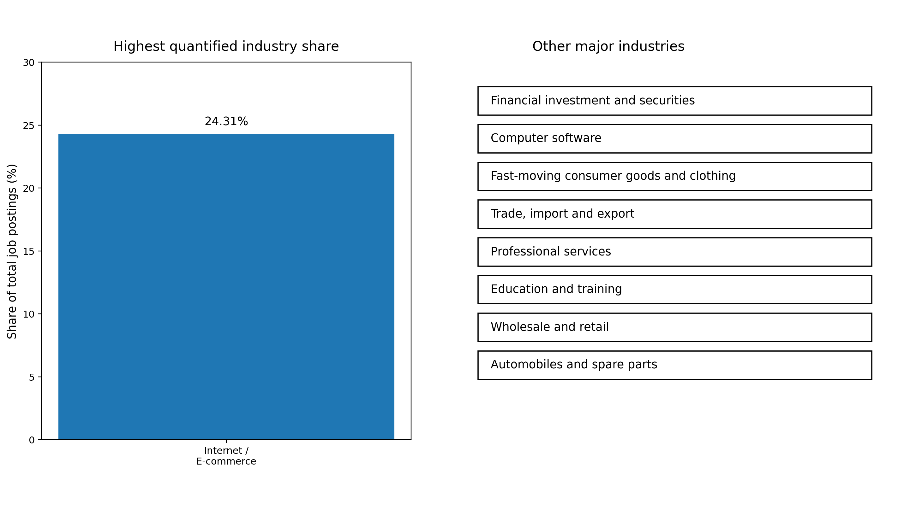 Highest quantified industry share
Share of total job postings (%)
30
25
20
15
10
5
0
24.31%
Internet /
E-commerce
Other major industries
Financial investment and securities
Computer software
Fast-moving consumer goods and clothing
Trade, import and export
Professional services
Education and training
Wholesale and retail
Automobiles and spare parts